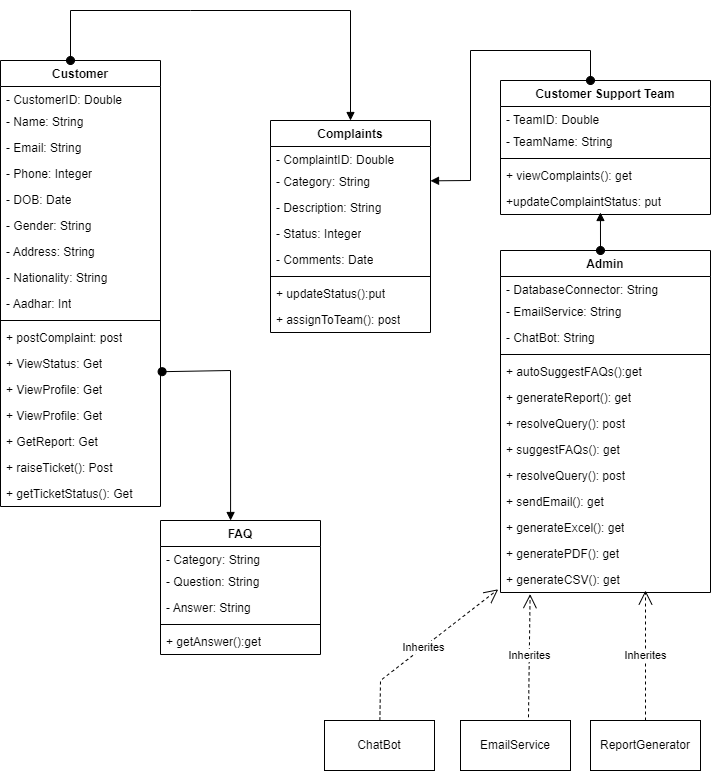 Customer
- CustomerID: Double
- Name: String
- Email: String
- Phone: Integer
- DOB: Date
- Gender: String
- Address: String
- Nationality: String
- Aadhar: Int
+ postComplaint: post
+ ViewStatus: Get
+ ViewProfile: Get
+ ViewProfile: Get
+ GetReport: Get
+ raiseTicket(): Post
+ getTicketStatus(): Get
Complaints
- ComplaintID: Double
- Category: String
- Description: String
- Status: Integer
- Comments: Date
+ updateStatus():put
+ assignToTeam(): post
Customer Support Team
- TeamID: Double
- TeamName: String
+ viewComplaints(): get
+updateComplaintStatus: put
Admin
- DatabaseConnector: String
- EmailService: String
- ChatBot: String
+ autoSuggestFAQs():get
+ generateReport(): get
+ resolveQuery(): post
+ suggestFAQs(): get
+ resolveQuery(): post
+ sendEmail(): get
+ generateExcel(): get
+ generatePDF(): get
+ generateCSV(): get
FAQ
- Category: String
- Question: String
- Answer: String
+ getAnswer():get
Inherites
Inherites
Inherites
ChatBot
EmailService
ReportGenerator